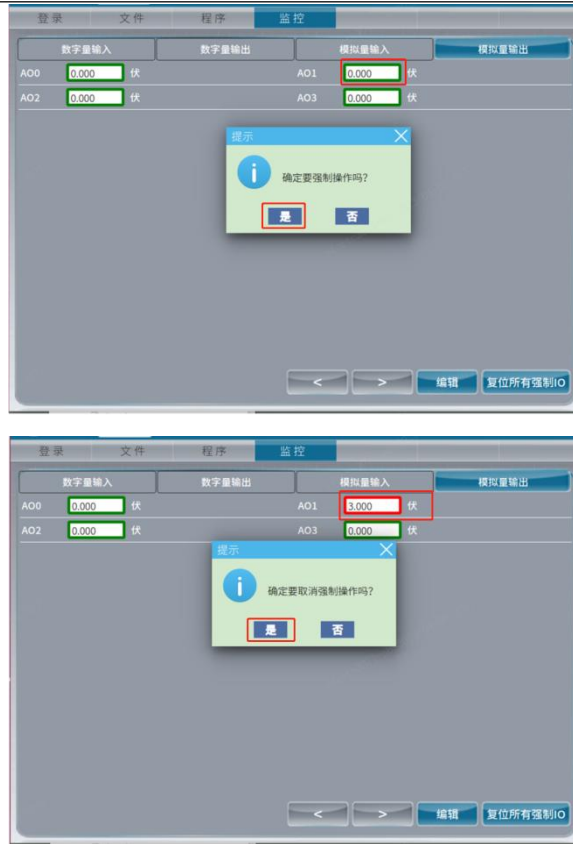 登录 文件 程序 监控
数字量输入 数字量输出 模拟量输入 模拟量输出
AO0 0.000 伏 AO1 0.000 伏
AO2 0.000 伏 AO3 0.000 伏
提示
确定要强制操作吗?
是 否
< > 编辑 复位所有强制IO
登录 文件 程序 监控
数字量输入 数字量输出 模拟量输入 模拟量输出
AO0 0.000 伏 AO1 3.000 伏
AO2 0.000 伏 AO3 0.000 伏
提示
确定要取消强制操作吗?
是 否
< > 编辑 复位所有强制IO